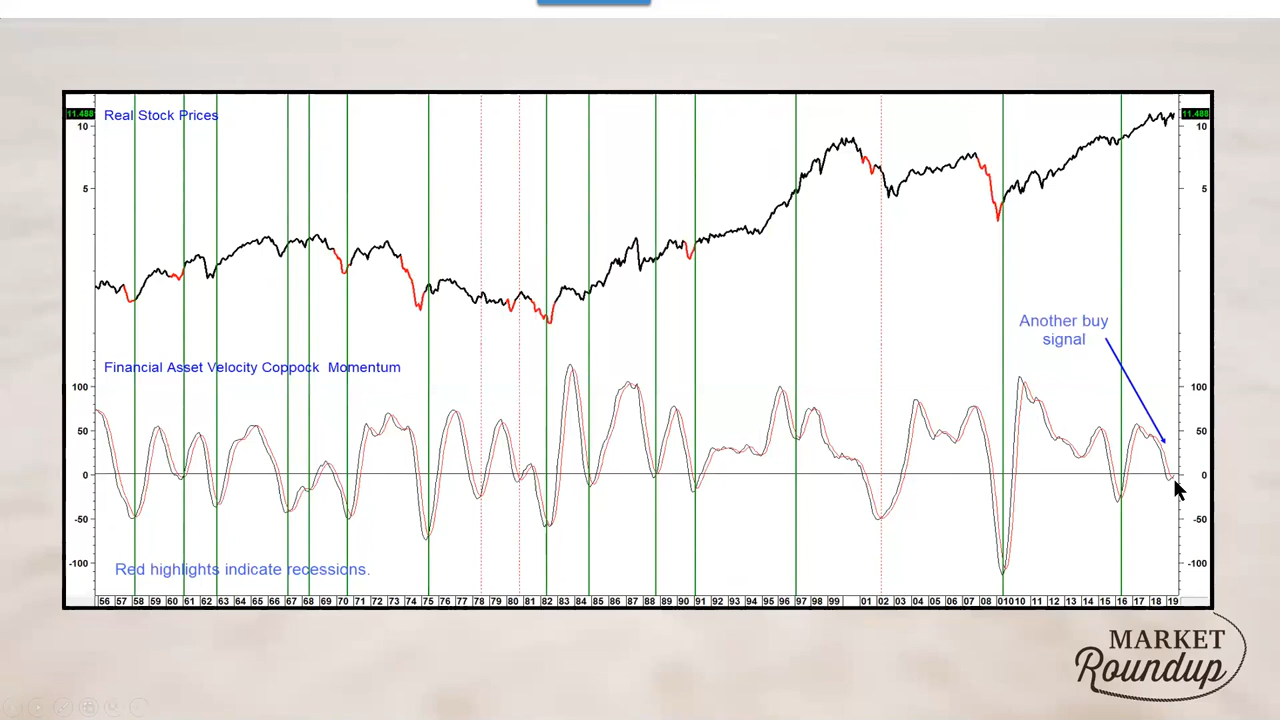 Real Stock Prices
11.488
11.488
10
10
5
5
Another buy
signal
Financial Asset Velocity Coppock Momentum
100
100
50
50
0
0
-50
-50
-100
-100
Red highlights indicate recessions.
56 57 58 60 61 62 63 65 66 67 68 69 70 71 72 73 74 75 76 77 78 79 80 81 82 83 84 85 86 87 88 89 90 91 92 93 94 95 96 97 98 99 01 02 03 04 05 06 07 08 010 10 11 12 13 14 15 16 17 18 19
MARKET
Roundup